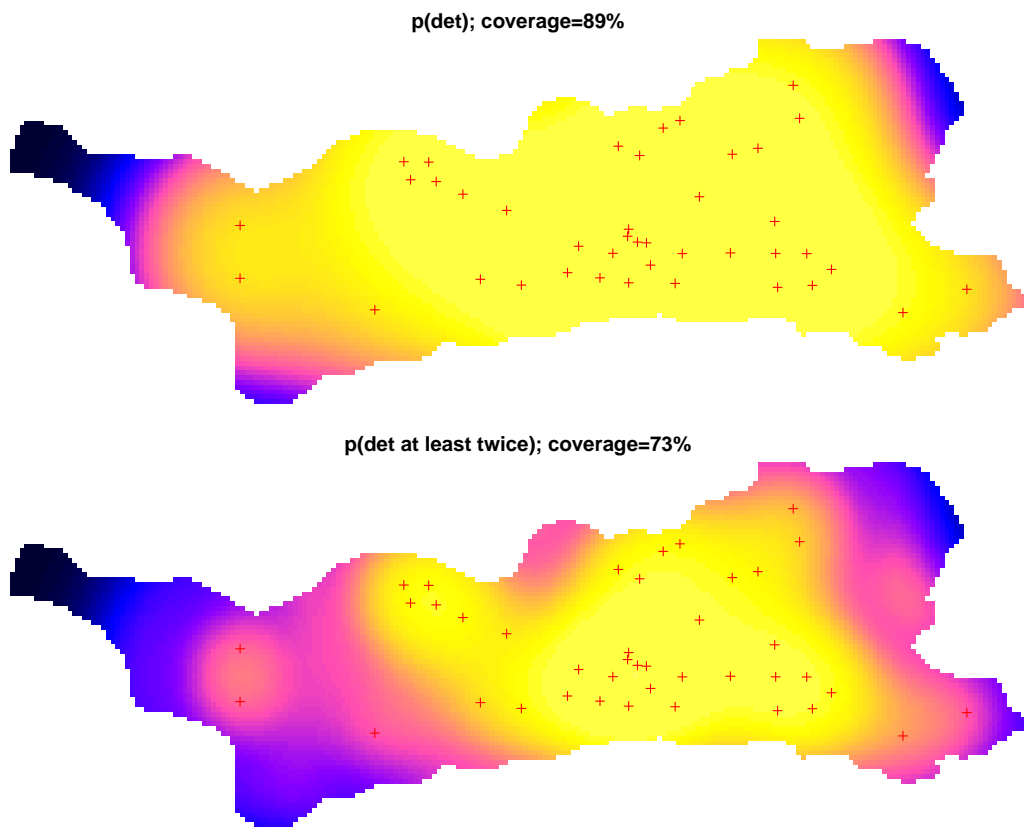 p(det); coverage=89%
p(det at least twice); coverage=73%